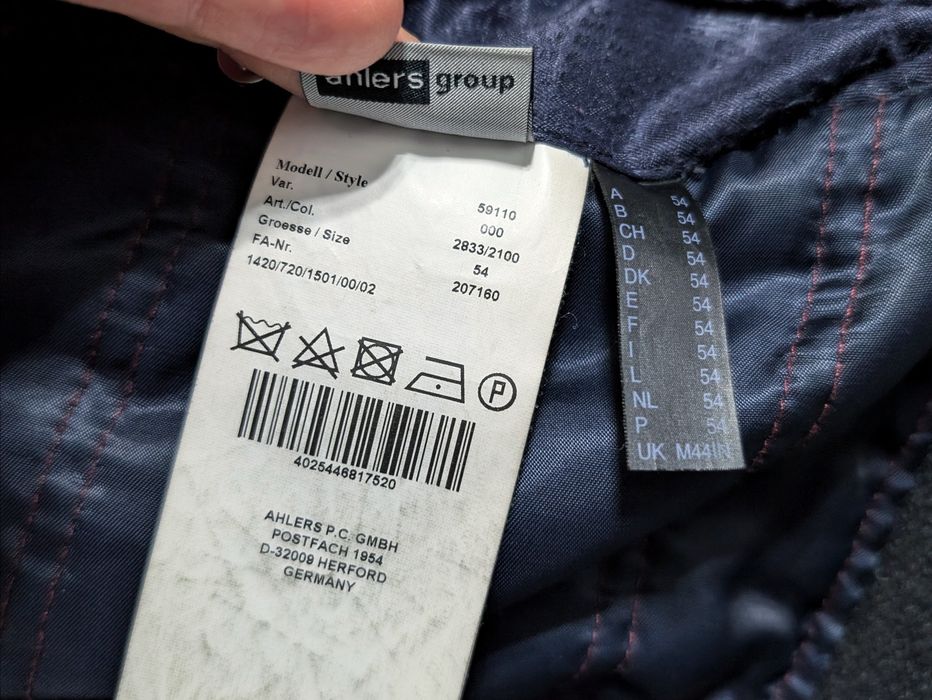 ahlers group
Modell / Style 59110
Var. 000
Art./Col. 2833/2100
Groesse / Size 54
FA-Nr. 207160
1420/720/1501/00/02
P
4025446817520
AHLERS P.C. GMBH
POSTFACH 1954
D-32009 HERFORD
GERMANY
A 54
B 54
CH 54
D 54
DK 54
E 54
F 54
I 54
L 54
NL 54
P 54
UK M44IN